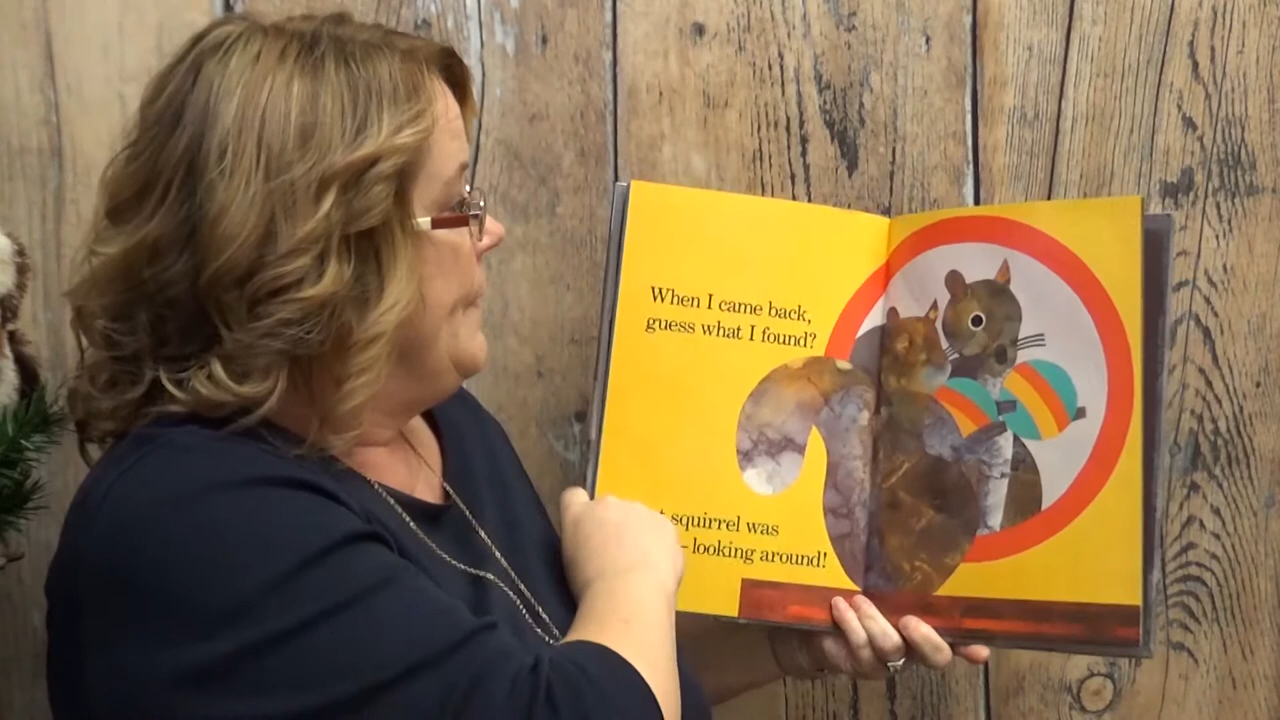 When I came back,
guess what I found?
squirrel was
– looking around!